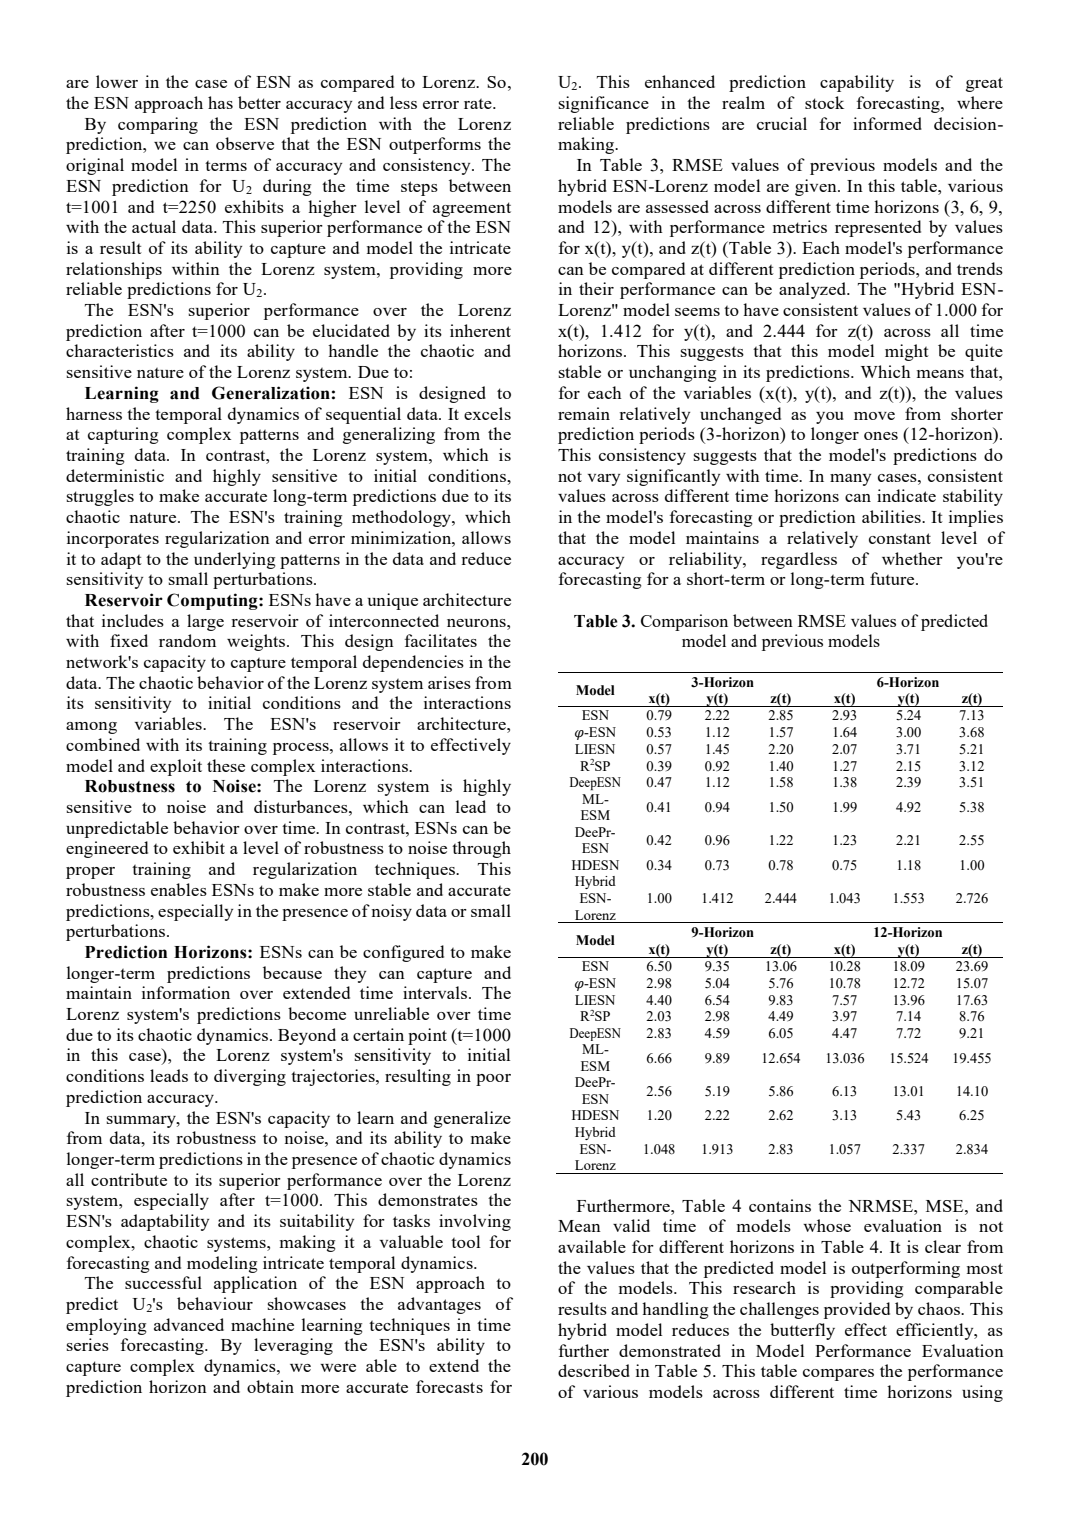 are lower in the case of ESN as compared to Lorenz. So,
the ESN approach has better accuracy and less error rate.
By comparing the ESN prediction with the Lorenz
prediction, we can observe that the ESN outperforms the
original model in terms of accuracy and consistency. The
ESN prediction for U₂ during the time steps between
t=1001 and t=2250 exhibits a higher level of agreement
with the actual data. This superior performance of the ESN
is a result of its ability to capture and model the intricate
relationships within the Lorenz system, providing more
reliable predictions for U₂.
The ESN's superior performance over the Lorenz
prediction after t=1000 can be elucidated by its inherent
characteristics and its ability to handle the chaotic and
sensitive nature of the Lorenz system. Due to:
Learning and Generalization: ESN is designed to
harness the temporal dynamics of sequential data. It excels
at capturing complex patterns and generalizing from the
training data. In contrast, the Lorenz system, which is
deterministic and highly sensitive to initial conditions,
struggles to make accurate long-term predictions due to its
chaotic nature. The ESN's training methodology, which
incorporates regularization and error minimization, allows
it to adapt to the underlying patterns in the data and reduce
sensitivity to small perturbations.
Reservoir Computing: ESNs have a unique architecture
that includes a large reservoir of interconnected neurons,
with fixed random weights. This design facilitates the
network's capacity to capture temporal dependencies in the
data. The chaotic behavior of the Lorenz system arises from
its sensitivity to initial conditions and the interactions
among variables. The ESN's reservoir architecture,
combined with its training process, allows it to effectively
model and exploit these complex interactions.
Robustness to Noise: The Lorenz system is highly
sensitive to noise and disturbances, which can lead to
unpredictable behavior over time. In contrast, ESNs can be
engineered to exhibit a level of robustness to noise through
proper training and regularization techniques. This
robustness enables ESNs to make more stable and accurate
predictions, especially in the presence of noisy data or small
perturbations.
Prediction Horizons: ESNs can be configured to make
longer-term predictions because they can capture and
maintain information over extended time intervals. The
Lorenz system's predictions become unreliable over time
due to its chaotic dynamics. Beyond a certain point (t=1000
in this case), the Lorenz system's sensitivity to initial
conditions leads to diverging trajectories, resulting in poor
prediction accuracy.
In summary, the ESN's capacity to learn and generalize
from data, its robustness to noise, and its ability to make
longer-term predictions in the presence of chaotic dynamics
all contribute to its superior performance over the Lorenz
system, especially after t=1000. This demonstrates the
ESN's adaptability and its suitability for tasks involving
complex, chaotic systems, making it a valuable tool for
forecasting and modeling intricate temporal dynamics.
The successful application of the ESN approach to
predict U₂'s behaviour showcases the advantages of
employing advanced machine learning techniques in time
series forecasting. By leveraging the ESN's ability to
capture complex dynamics, we were able to extend the
prediction horizon and obtain more accurate forecasts for
U₂. This enhanced prediction capability is of great
significance in the realm of stock forecasting, where
reliable predictions are crucial for informed decision-
making.
In Table 3, RMSE values of previous models and the
hybrid ESN-Lorenz model are given. In this table, various
models are assessed across different time horizons (3, 6, 9,
and 12), with performance metrics represented by values
for x(t), y(t), and z(t) (Table 3). Each model's performance
can be compared at different prediction periods, and trends
in their performance can be analyzed. The "Hybrid ESN-
Lorenz" model seems to have consistent values of 1.000 for
x(t), 1.412 for y(t), and 2.444 for z(t) across all time
horizons. This suggests that this model might be quite
stable or unchanging in its predictions. Which means that,
for each of the variables (x(t), y(t), and z(t)), the values
remain relatively unchanged as you move from shorter
prediction periods (3-horizon) to longer ones (12-horizon).
This consistency suggests that the model's predictions do
not vary significantly with time. In many cases, consistent
values across different time horizons can indicate stability
in the model's forecasting or prediction abilities. It implies
that the model maintains a relatively constant level of
accuracy or reliability, regardless of whether you're
forecasting for a short-term or long-term future.
Table 3. Comparison between RMSE values of predicted
model and previous models
Model 3-Horizon 6-Horizon
x(t) y(t) z(t) x(t) y(t) z(t)
ESN 0.79 2.22 2.85 2.93 5.24 7.13
φ-ESN 0.53 1.12 1.57 1.64 3.00 3.68
LIESN 0.57 1.45 2.20 2.07 3.71 5.21
R²SP 0.39 0.92 1.40 1.27 2.15 3.12
DeepESN 0.47 1.12 1.58 1.38 2.39 3.51
ML-
ESM 0.41 0.94 1.50 1.99 4.92 5.38
DeePr-
ESN 0.42 0.96 1.22 1.23 2.21 2.55
HDESN 0.34 0.73 0.78 0.75 1.18 1.00
Hybrid
ESN- 1.00 1.412 2.444 1.043 1.553 2.726
Lorenz
Model 9-Horizon 12-Horizon
x(t) y(t) z(t) x(t) y(t) z(t)
ESN 6.50 9.35 13.06 10.28 18.09 23.69
φ-ESN 2.98 5.04 5.76 10.78 12.72 15.07
LIESN 4.40 6.54 9.83 7.57 13.96 17.63
R²SP 2.03 2.98 4.49 3.97 7.14 8.76
DeepESN 2.83 4.59 6.05 4.47 7.72 9.21
ML-
ESM 6.66 9.89 12.654 13.036 15.524 19.455
DeePr-
ESN 2.56 5.19 5.86 6.13 13.01 14.10
HDESN 1.20 2.22 2.62 3.13 5.43 6.25
Hybrid
ESN- 1.048 1.913 2.83 1.057 2.337 2.834
Lorenz
Furthermore, Table 4 contains the NRMSE, MSE, and
Mean valid time of models whose evaluation is not
available for different horizons in Table 4. It is clear from
the values that the predicted model is outperforming most
of the models. This research is providing comparable
results and handling the challenges provided by chaos. This
hybrid model reduces the butterfly effect efficiently, as
further demonstrated in Model Performance Evaluation
described in Table 5. This table compares the performance
of various models across different time horizons using
200